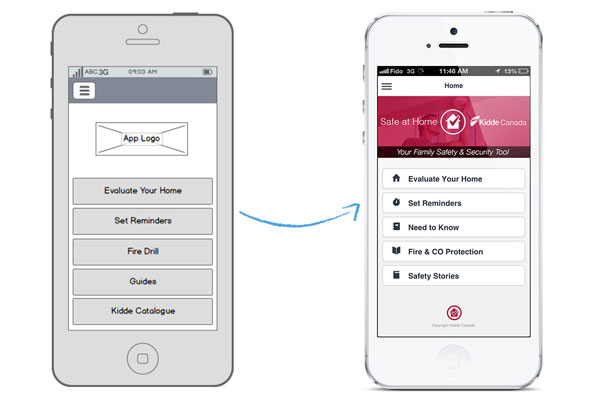 ABC 3G 09:03 AM
App Logo
Evaluate Your Home
Set Reminders
Fire Drill
Guides
Kidde Catalogue
Fido 3G 11:46 AM 13%
Home
Safe at Home Kidde Canada
Your Family Safety & Security Tool
Evaluate Your Home
Set Reminders
Need to Know
Fire & CO Protection
Safety Stories
Copyright Kidde Canada